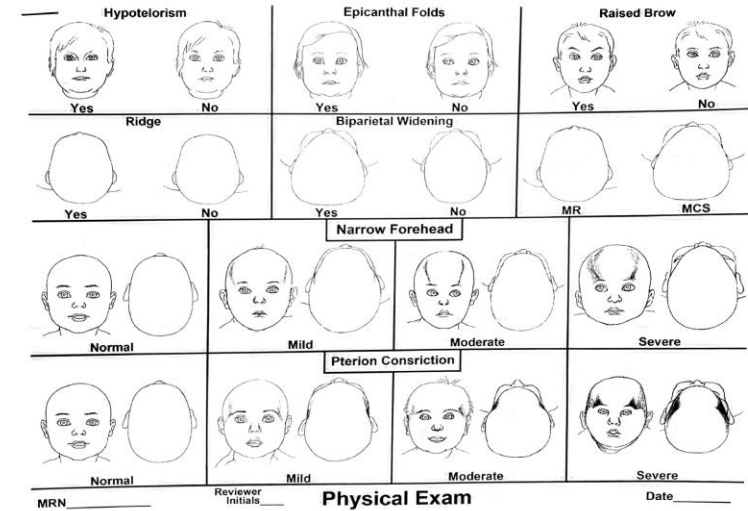 Hypotelorism Epicanthal Folds Raised Brow
Yes No Yes No Yes No
Ridge Biparietal Widening
Yes No Yes No MR MCS
Narrow Forehead
Normal Mild Moderate Severe
Pterion Consriction
Normal Mild Moderate Severe
MRN Reviewer Initials Physical Exam Date